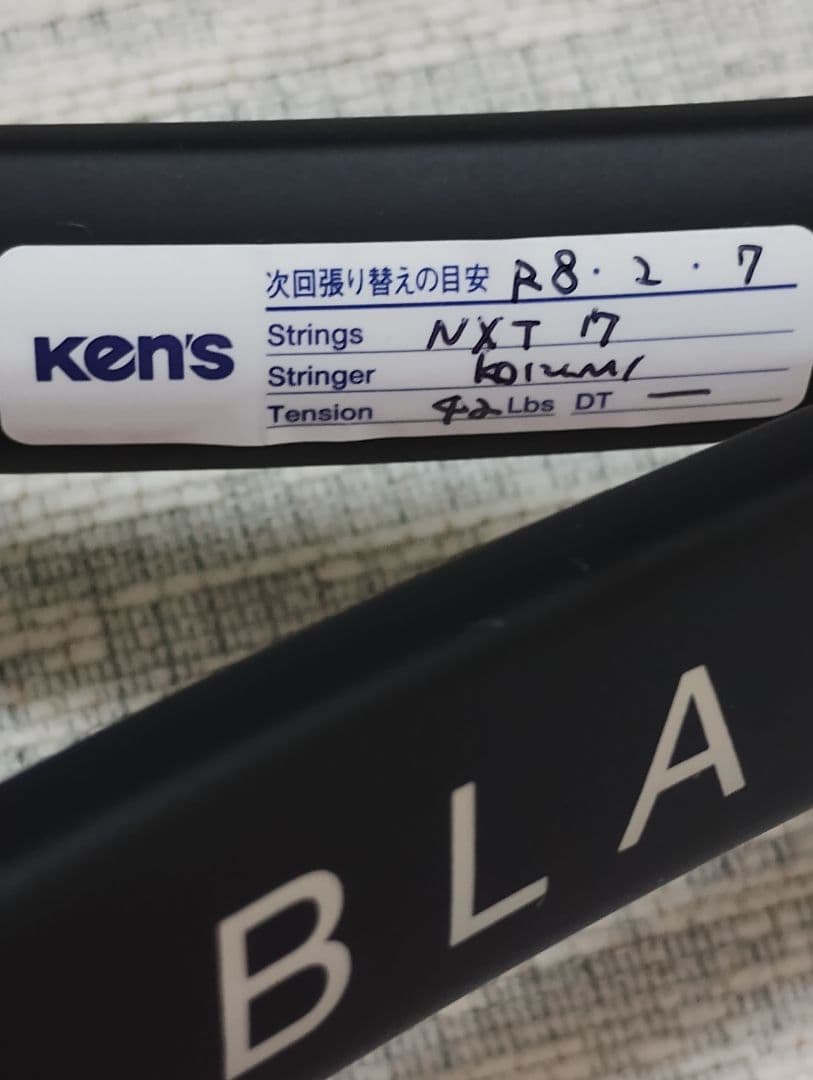 次回張り替えの目安 R8・2・7
Ken's
Strings NXT 17
Stringer KOIZUMI
Tension 42 Lbs DT —
BLA